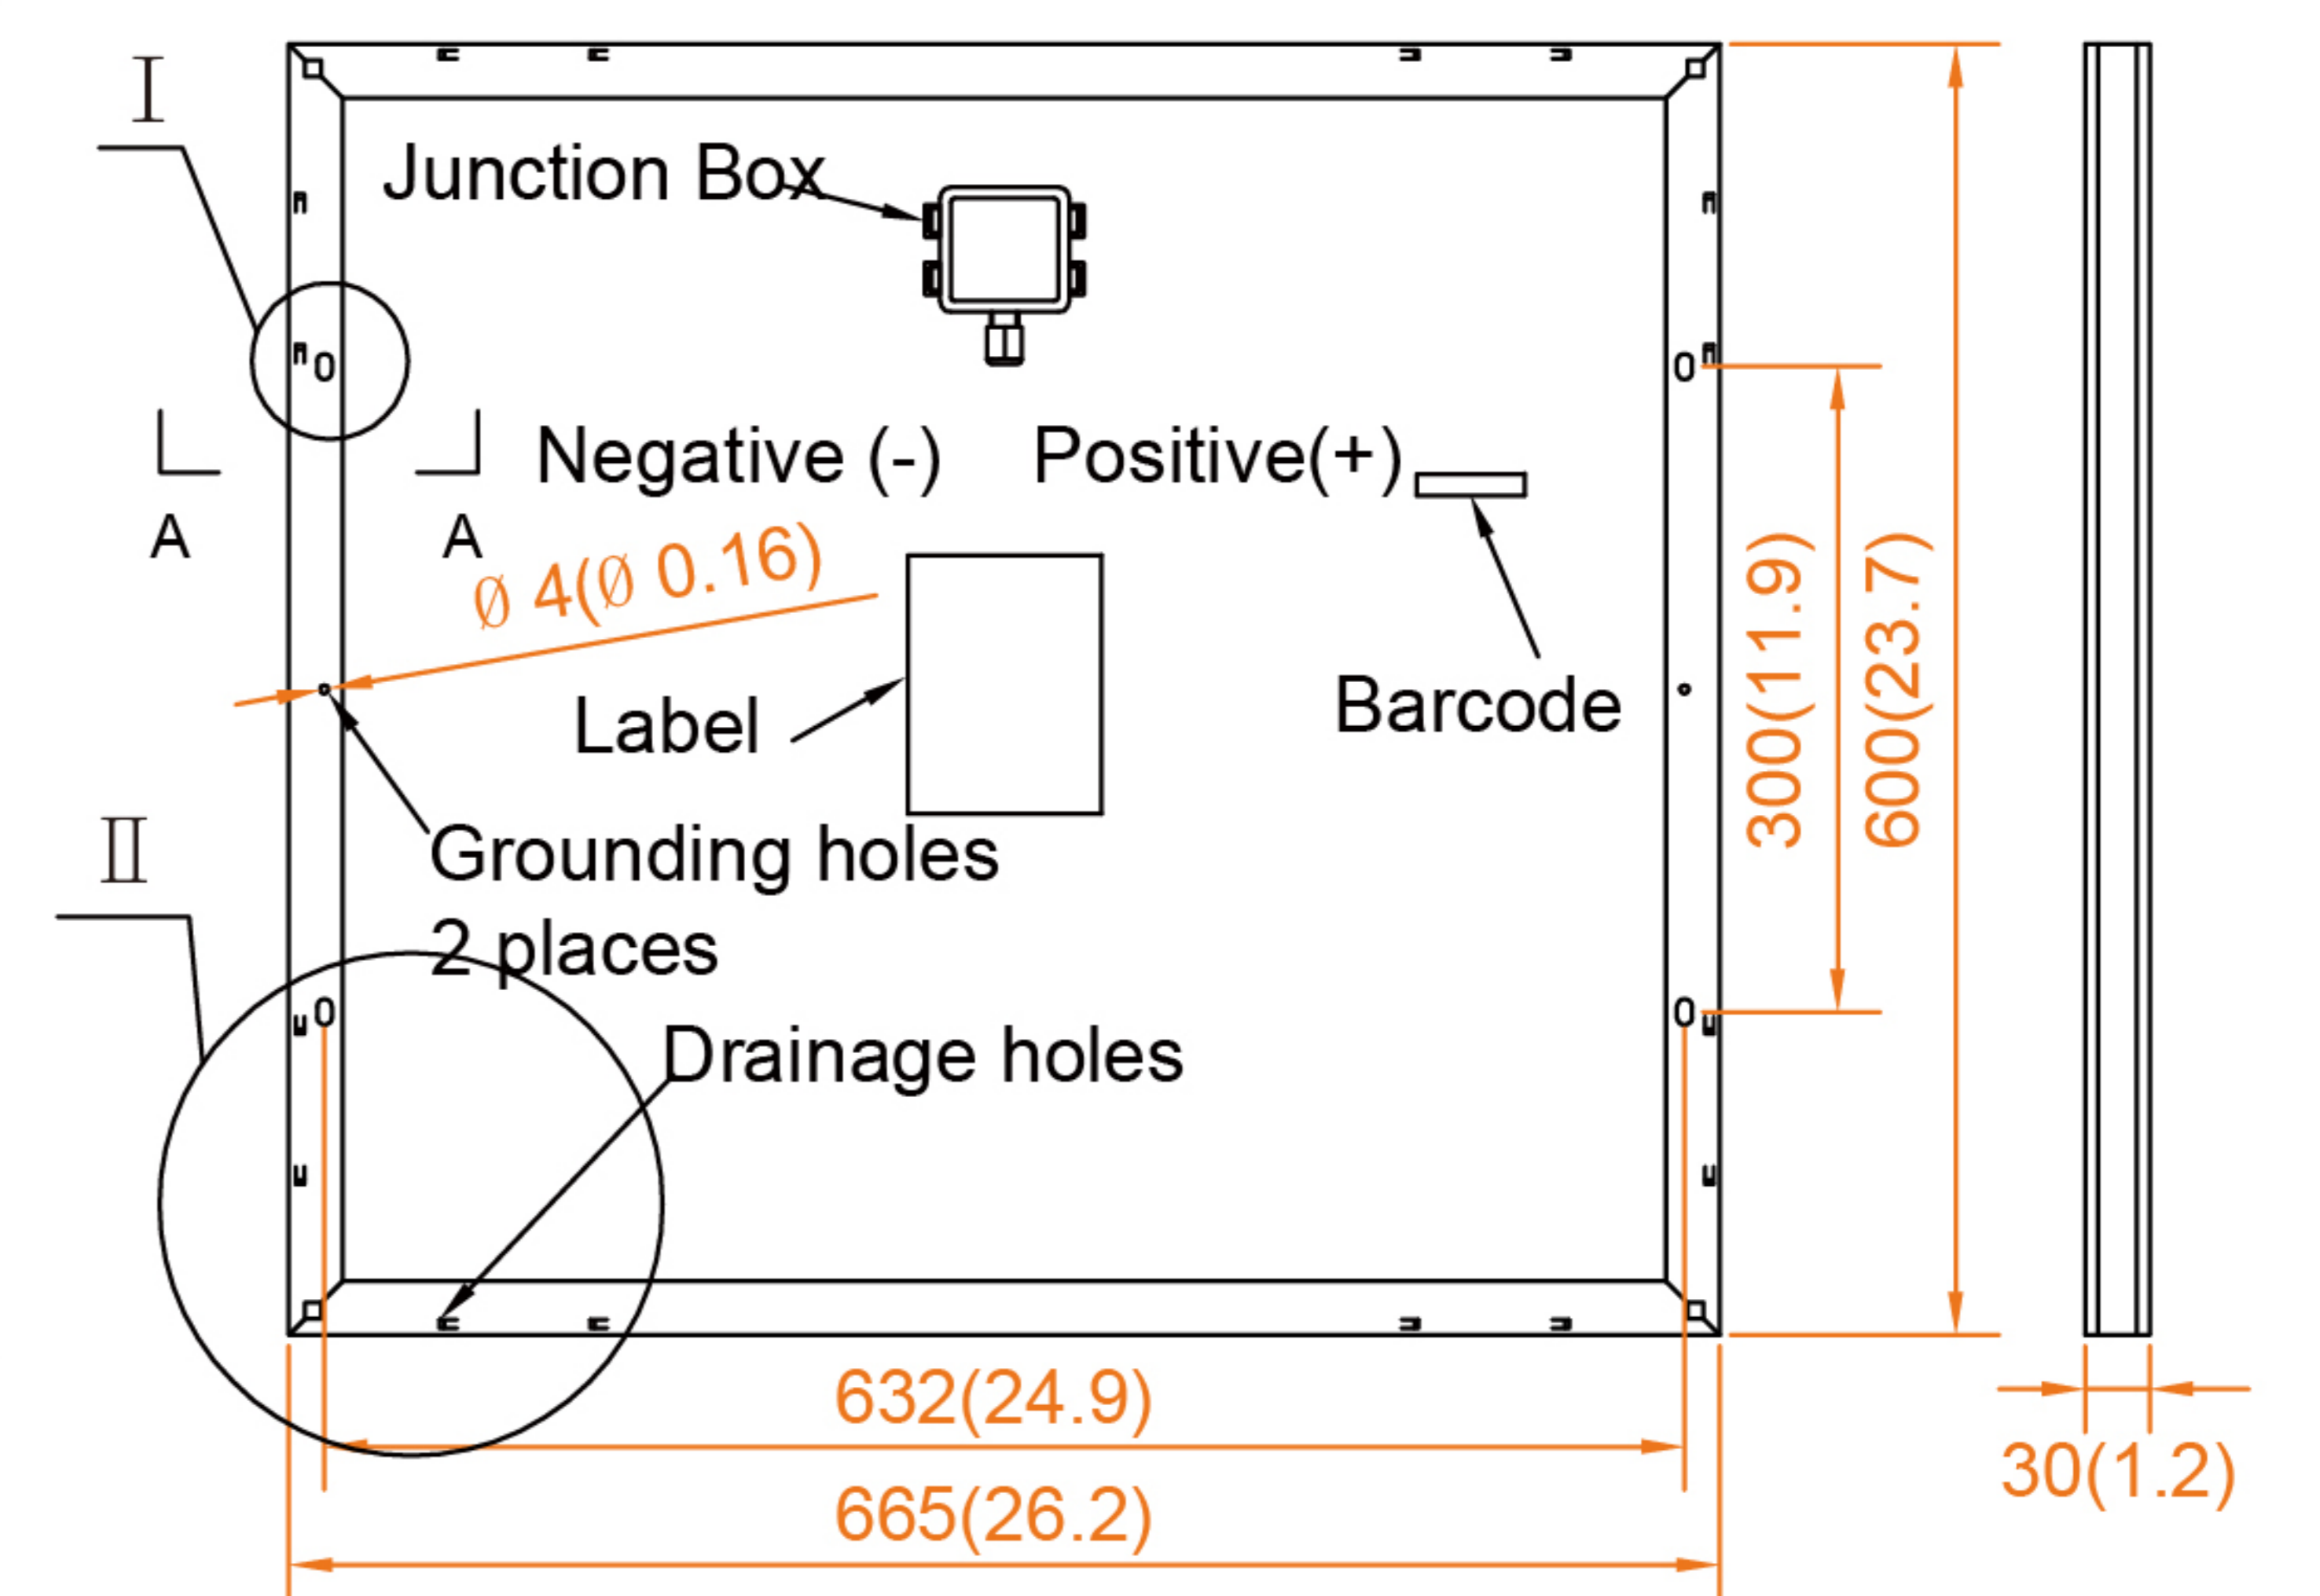 I
Junction Box
Negative (-)
Positive(+)
A
A
Ø 4(Ø 0.16)
300(11.9)
600(23.7)
Label
Barcode
II
Grounding holes
2 places
Drainage holes
632(24.9)
30(1.2)
665(26.2)